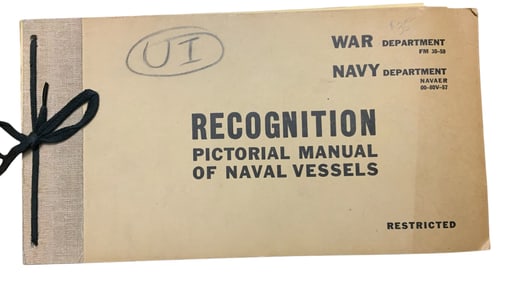 UI
WAR DEPARTMENT
FM 30-58
NAVY DEPARTMENT
NAVAER
00-80V-57
RECOGNITION
PICTORIAL MANUAL
OF NAVAL VESSELS
RESTRICTED